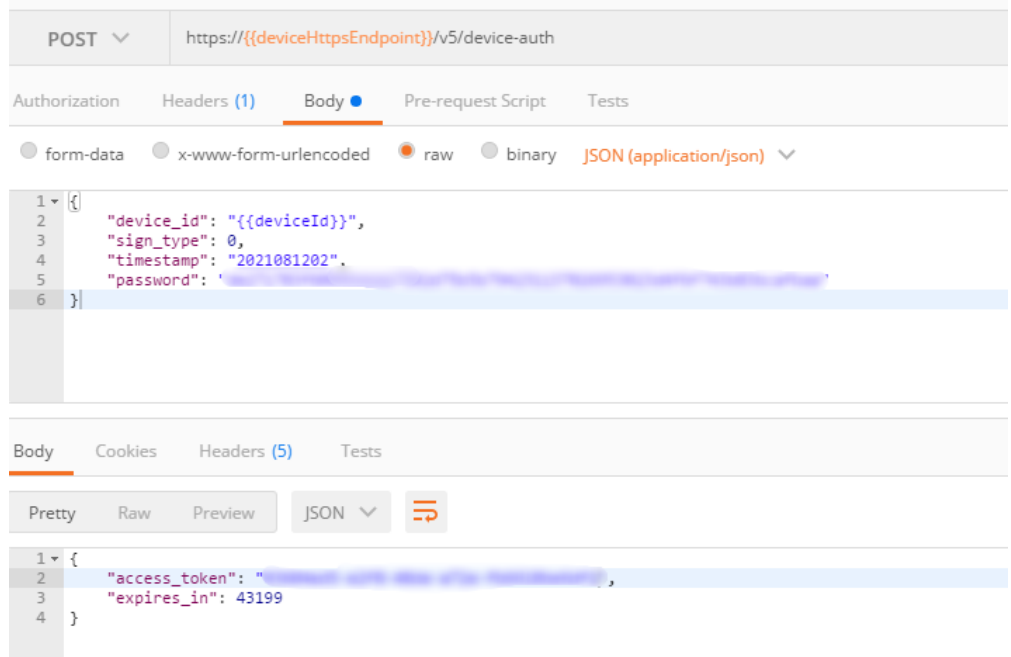 POST https://{{deviceHttpsEndpoint}}/v5/device-auth
Authorization Headers (1) Body Pre-request Script Tests
form-data x-www-form-urlencoded raw binary JSON (application/json)
1 {
2 "device_id": "{{deviceId}}",
3 "sign_type": 0,
4 "timestamp": "2021081202",
5 "password": "
6 }
Body Cookies Headers (5) Tests
Pretty Raw Preview JSON
1 {
2 "access_token": " ",
3 "expires_in": 43199
4 }